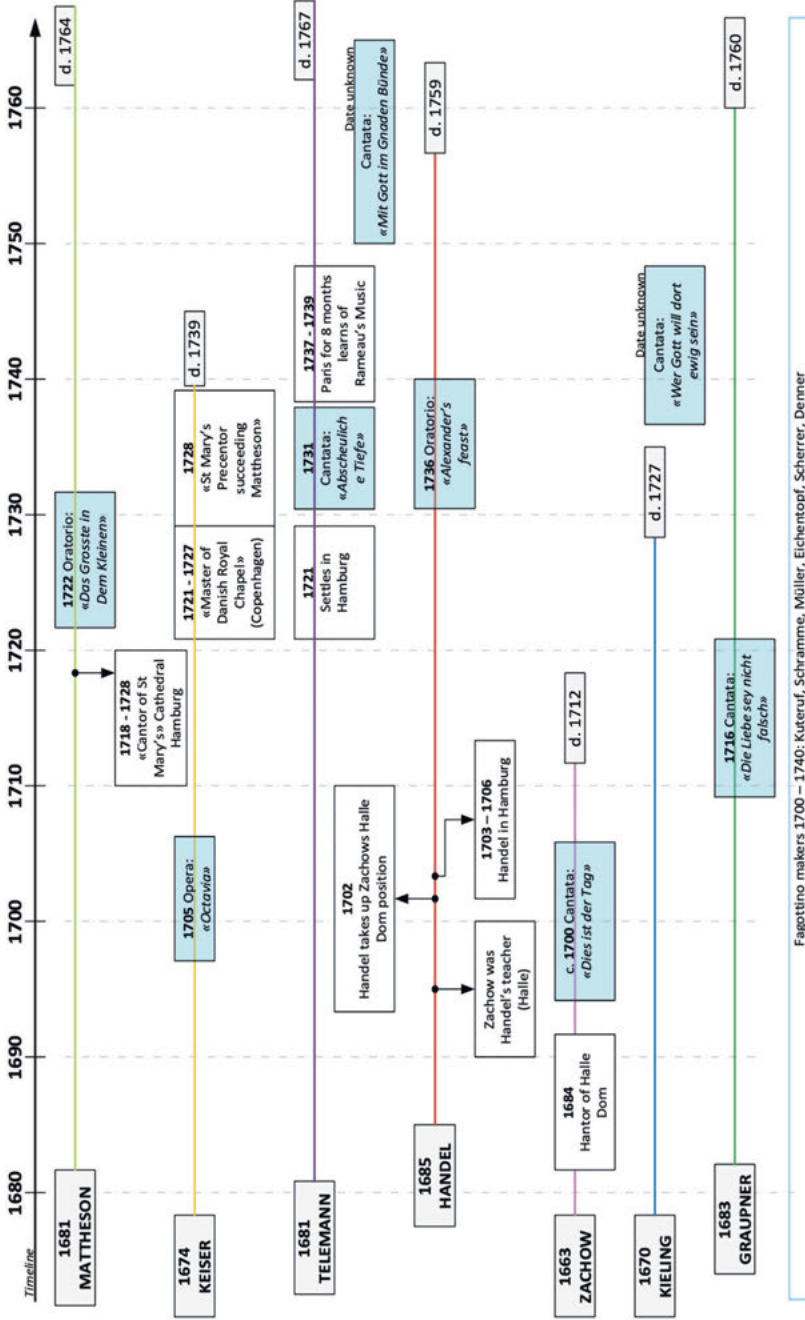 Timeline
1680
1690
1700
1710
1720
1730
1740
1750
1760
1681
MATTHESON
1718 - 1728
«Cantor of St
Mary's» Cathedral
Hamburg
1722 Oratorio:
«Das Grosste in
Dem Kleinen»
d. 1764
1674
KEISER
1705 Opera:
«Octavia»
1721 - 1727
«Master of
Danish Royal
Chapel»
(Copenhagen)
1728
«St Mary's
Precentor
succeeding
Mattheson»
d. 1739
1681
TELEMANN
1721
Settles in
Hamburg
1731
Cantata:
«Abscheulich
e Tiefe»
1737 - 1739
Paris for 8 months
learns of
Rameau's Music
d. 1767
Date unknown
Cantata:
«Mit Gott im Gnaden Bünde»
1685
HANDEL
1702
Handel takes up Zachows Halle
Dom position
Zachow was
Handel's teacher
(Halle)
1703 – 1706
Handel in Hamburg
1736 Oratorio:
«Alexander's
feast»
d. 1759
1663
ZACHOW
1684
Hantor of Halle
Dom
c. 1700 Cantata:
«Dies ist der Tag»
d. 1712
1670
KIELING
d. 1727
Date unknown
Cantata:
«Wer Gott will dort
ewig sein»
1683
GRAUPNER
1716 Cantata:
«Die Liebe sey nicht
falsch»
d. 1760
Fagottino makers 1700 – 1740: Kuteruf, Schramme, Müller, Eichentopf, Scherrer, Denner